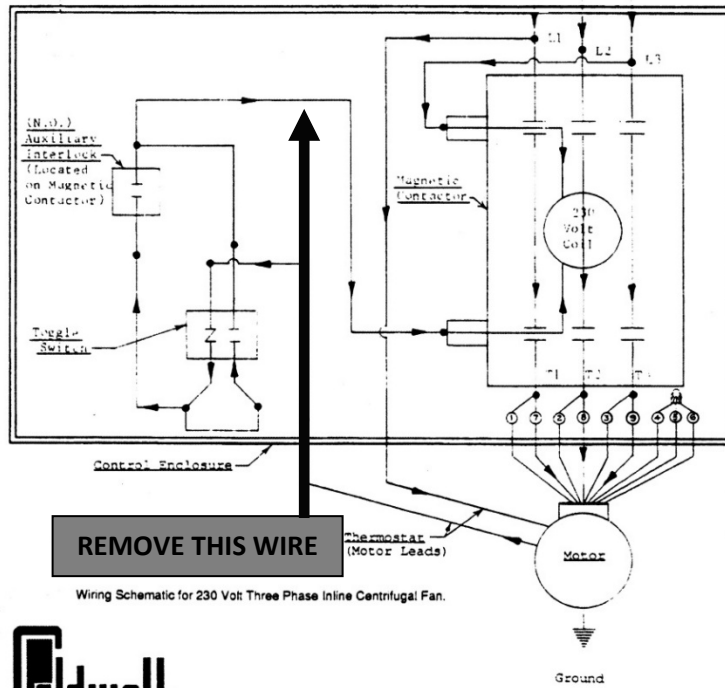 L1
L2
L3
(N.O.)
Auxiliary
Interlock
(Located
on Magnetic
Contactor)
Magnetic
Contactor
230
Volt
Coil
Toggle
Switch
T1 T2 T3
1 7 2 8 3 9 4 5 6
Control Enclosure
REMOVE THIS WIRE
Thermostat
(Motor Leads)
Motor
Wiring Schematic for 230 Volt Three Phase Inline Centrifugal Fan.
Ground
Caldwell